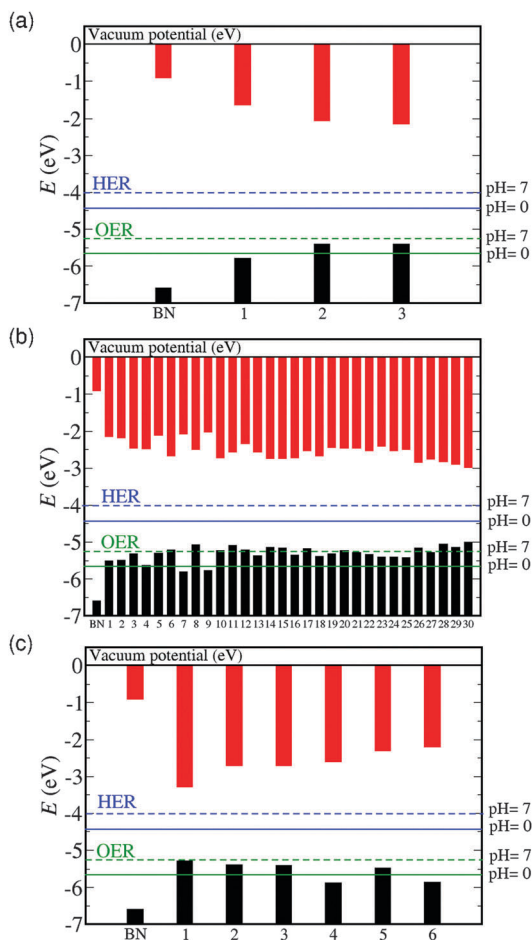 (a)
Vacuum potential (eV)
0
-1
-2
-3
-4
-5
-6
-7
E (eV)
HER
OER
pH= 7
pH= 0
pH= 7
pH= 0
BN 1 2 3
(b)
Vacuum potential (eV)
0
-1
-2
-3
-4
-5
-6
-7
E (eV)
HER
OER
pH= 7
pH= 0
pH= 7
pH= 0
BN 1 2 3 4 5 6 7 8 9 10 11 12 13 14 15 16 17 18 19 20 21 22 23 24 25 26 27 28 29 30
(c)
Vacuum potential (eV)
0
-1
-2
-3
-4
-5
-6
-7
E (eV)
HER
OER
pH= 7
pH= 0
pH= 7
pH= 0
BN 1 2 3 4 5 6